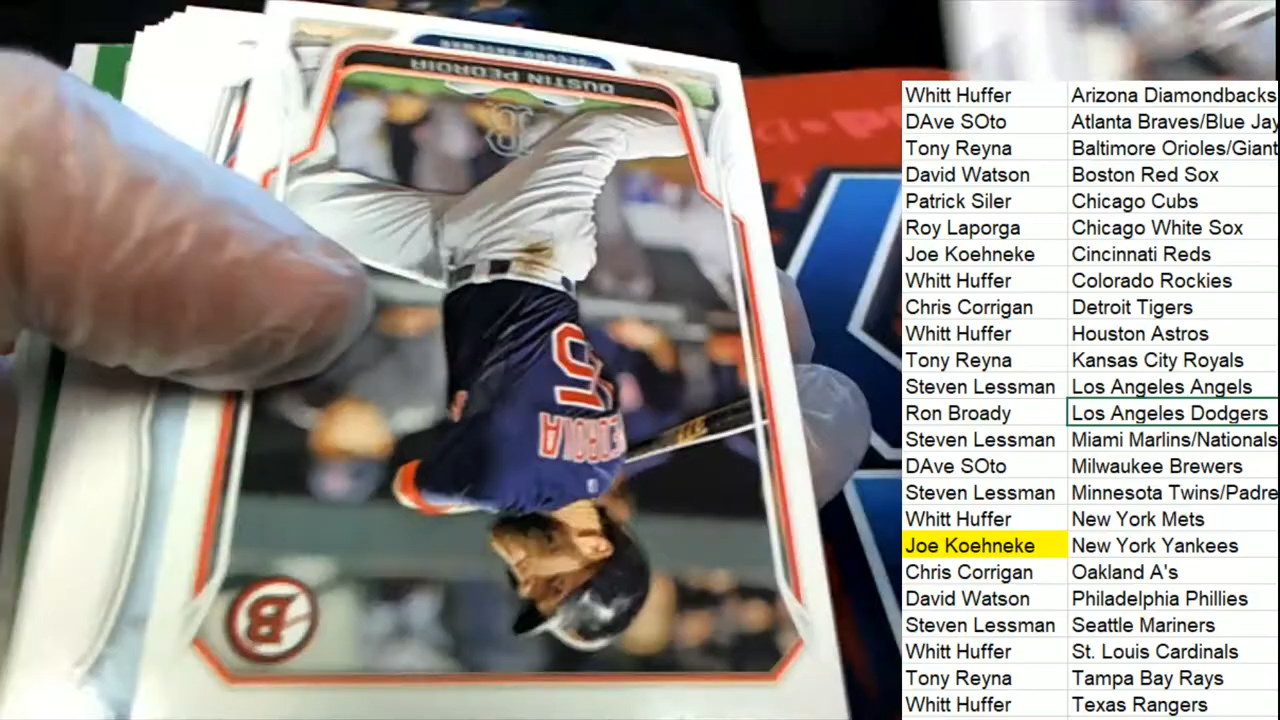 SECOND BASEMAN
DUSTIN PEDROIA
B
15
PEDROIA
B
Whitt Huffer Arizona Diamondbacks
DAve SOto Atlanta Braves/Blue Jay
Tony Reyna Baltimore Orioles/Giant
David Watson Boston Red Sox
Patrick Siler Chicago Cubs
Roy Laporga Chicago White Sox
Joe Koehneke Cincinnati Reds
Whitt Huffer Colorado Rockies
Chris Corrigan Detroit Tigers
Whitt Huffer Houston Astros
Tony Reyna Kansas City Royals
Steven Lessman Los Angeles Angels
Ron Broady Los Angeles Dodgers
Steven Lessman Miami Marlins/Nationals
DAve SOto Milwaukee Brewers
Steven Lessman Minnesota Twins/Padre
Whitt Huffer New York Mets
Joe Koehneke New York Yankees
Chris Corrigan Oakland A's
David Watson Philadelphia Phillies
Steven Lessman Seattle Mariners
Whitt Huffer St. Louis Cardinals
Tony Reyna Tampa Bay Rays
Whitt Huffer Texas Rangers